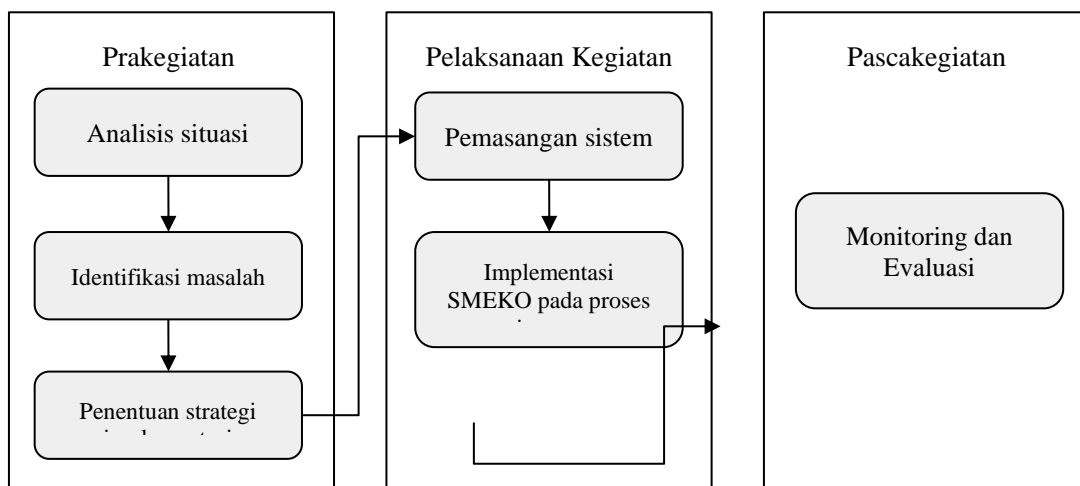 Prakegiatan
Analisis situasi
Identifikasi masalah
Penentuan strategi
Pelaksanaan Kegiatan
Pemasangan sistem
Implementasi
SMEKO pada proses
Pascakegiatan
Monitoring dan
Evaluasi